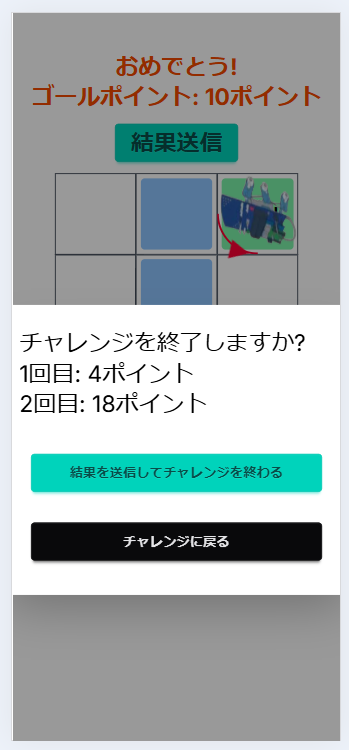 おめでとう!
ゴールポイント: 10ポイント
結果送信
チャレンジを終了しますか?
1回目: 4ポイント
2回目: 18ポイント
結果を送信してチャレンジを終わる
チャレンジに戻る